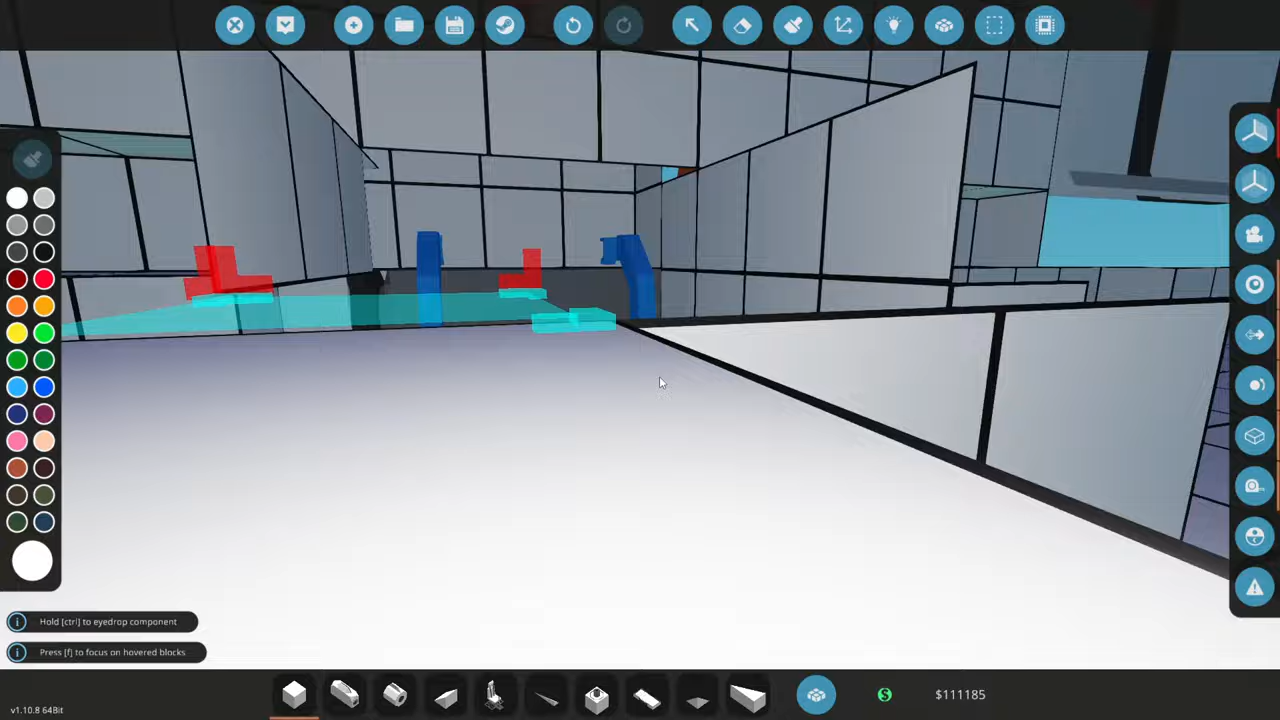 Hold [ctrl] to eyedrop component
Press [f] to focus on hovered blocks
v1.10.8 64Bit
$
$111185